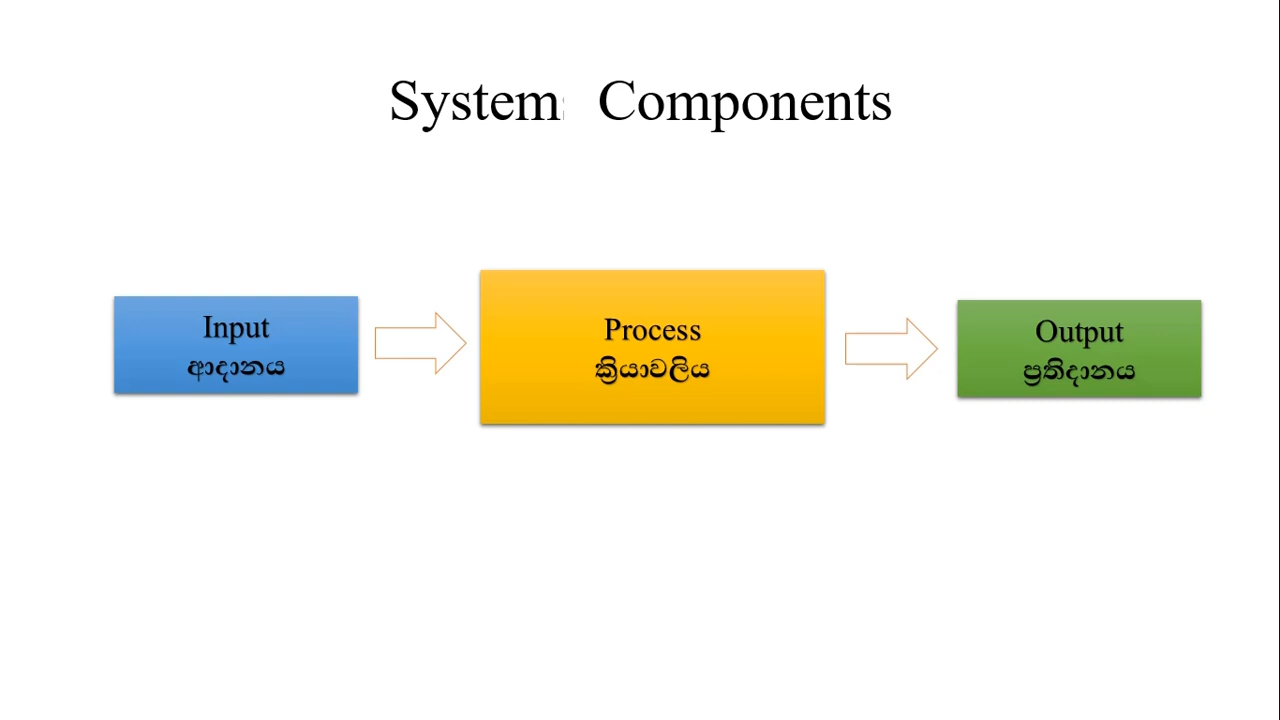 System Components
Input
ආදානය
Process
ක්‍රියාවලිය
Output
ප්‍රතිදානය